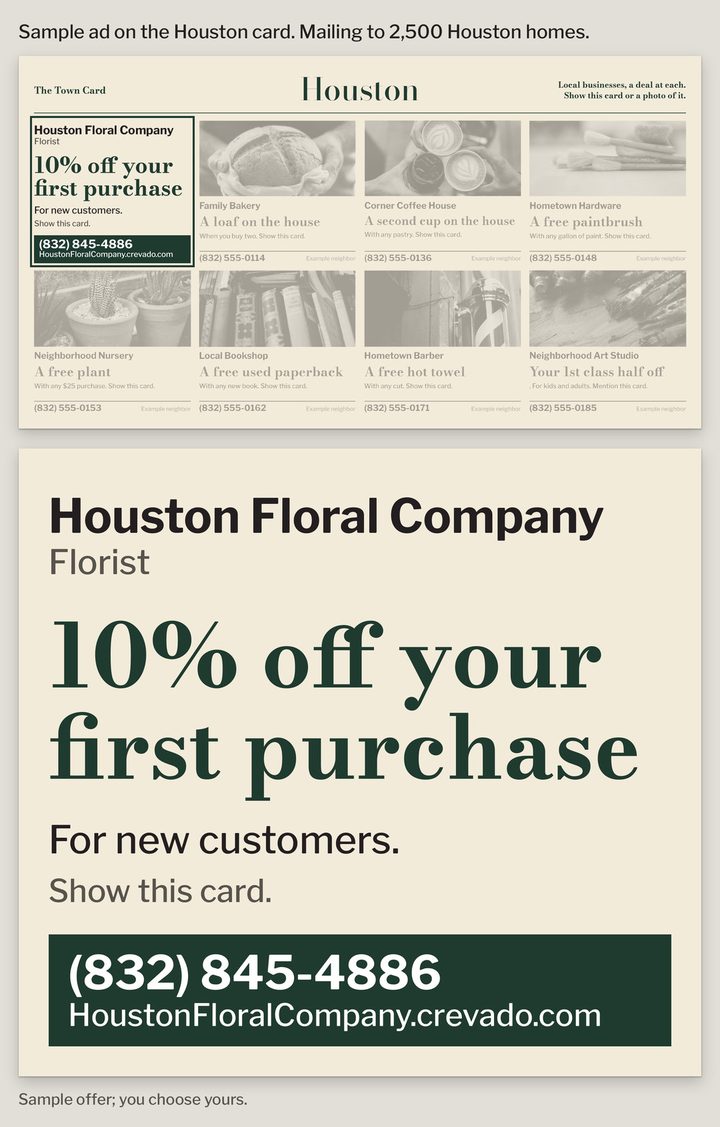 Sample ad on the Houston card. Mailing to 2,500 Houston homes.
The Town Card
Houston
Local businesses, a deal at each.
Show this card or a photo of it.
Houston Floral Company
Florist
10% off your
first purchase
For new customers.
Show this card.
(832) 845-4886
HoustonFloralCompany.crevado.com
Family Bakery
A loaf on the house
When you buy two. Show this card.
(832) 555-0114
Example neighbor
Corner Coffee House
A second cup on the house
With any pastry. Show this card.
(832) 555-0136
Example neighbor
Hometown Hardware
A free paintbrush
With any gallon of paint. Show this card.
(832) 555-0148
Example neighbor
Neighborhood Nursery
A free plant
With any $25 purchase. Show this card.
(832) 555-0153
Example neighbor
Local Bookshop
A free used paperback
With any new book. Show this card.
(832) 555-0162
Example neighbor
Hometown Barber
A free hot towel
With any cut. Show this card.
(832) 555-0171
Example neighbor
Neighborhood Art Studio
Your 1st class half off
For kids and adults. Mention this card.
(832) 555-0185
Example neighbor
Houston Floral Company
Florist
10% off your
first purchase
For new customers.
Show this card.
(832) 845-4886
HoustonFloralCompany.crevado.com
Sample offer; you choose yours.